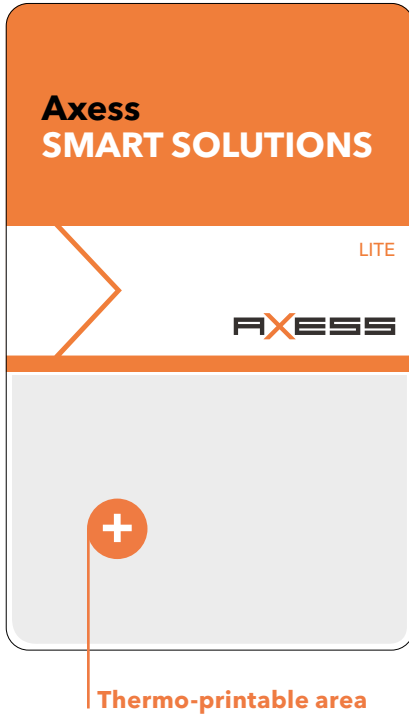 Axess
SMART SOLUTIONS
LITE
AXESS
+
Thermo-printable area